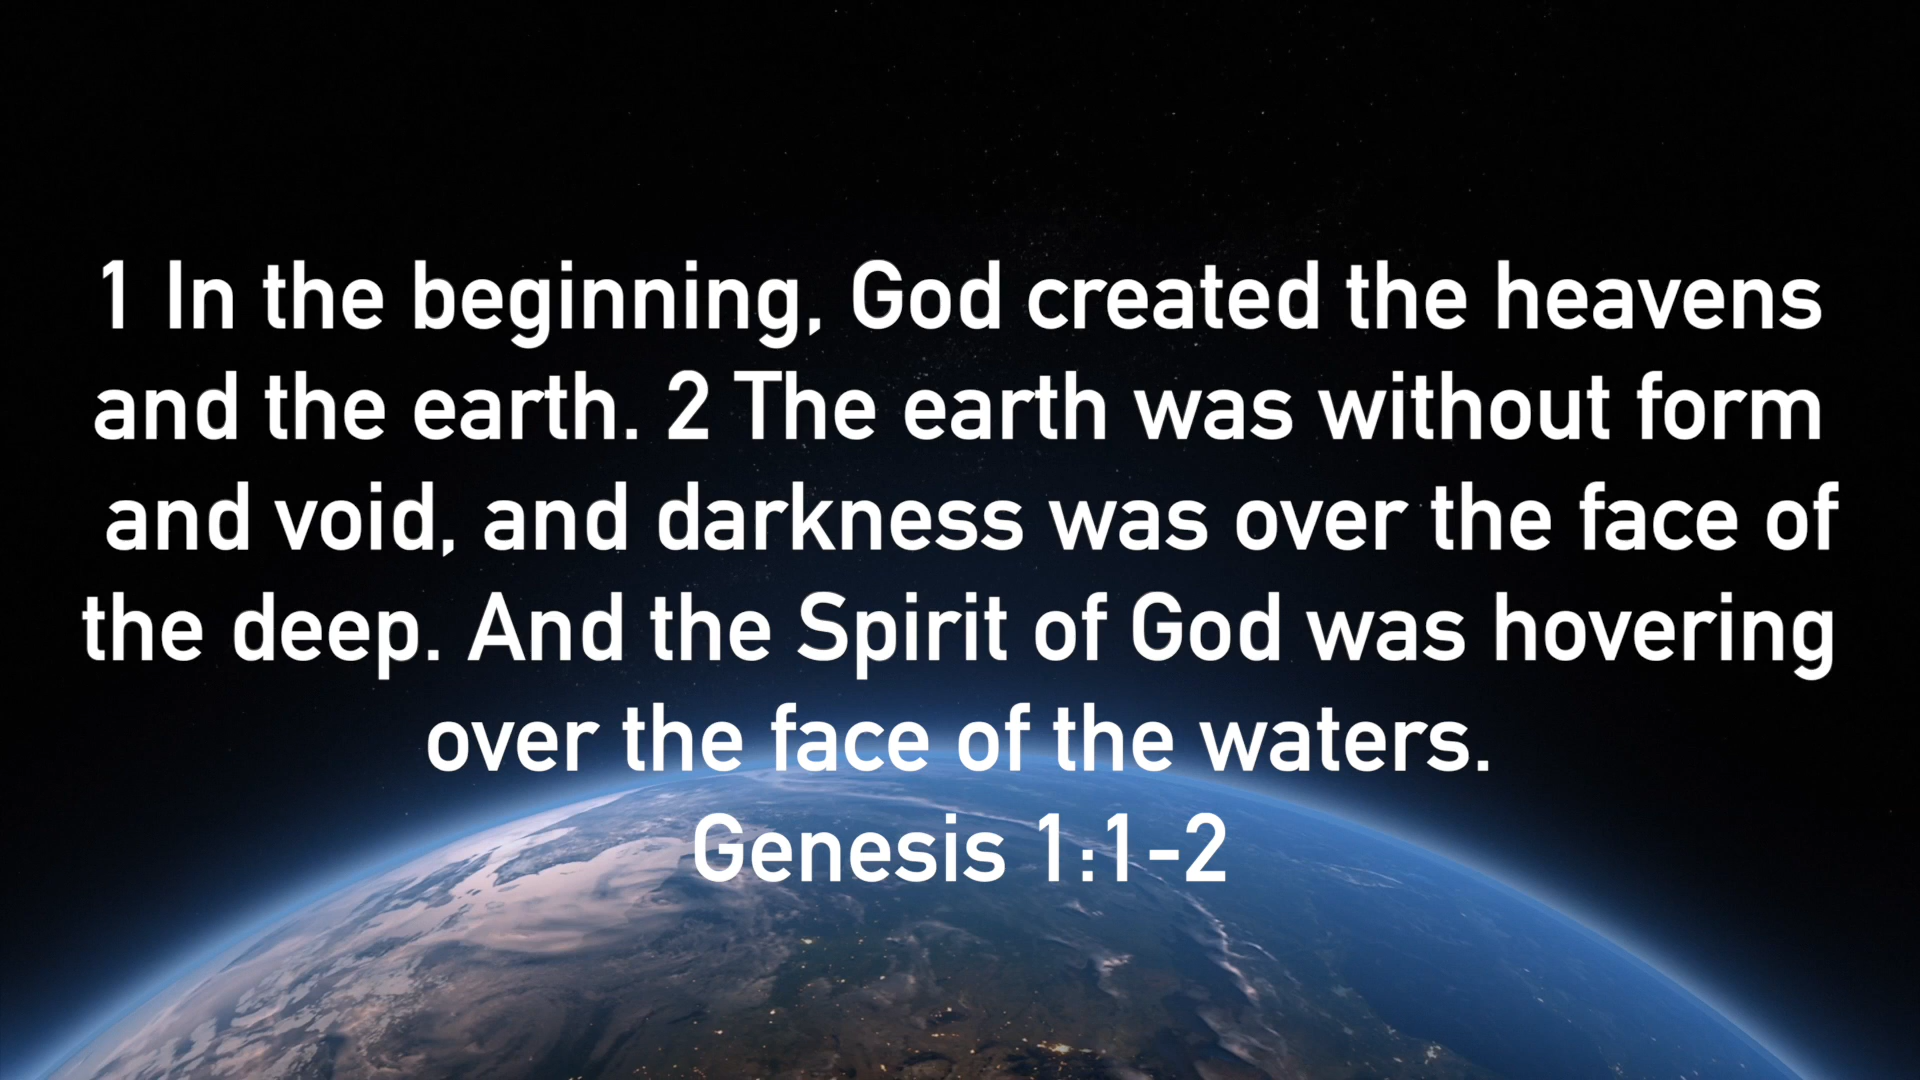 1 In the beginning, God created the heavens
and the earth. 2 The earth was without form
and void, and darkness was over the face of
the deep. And the Spirit of God was hovering
over the face of the waters.
Genesis 1:1-2